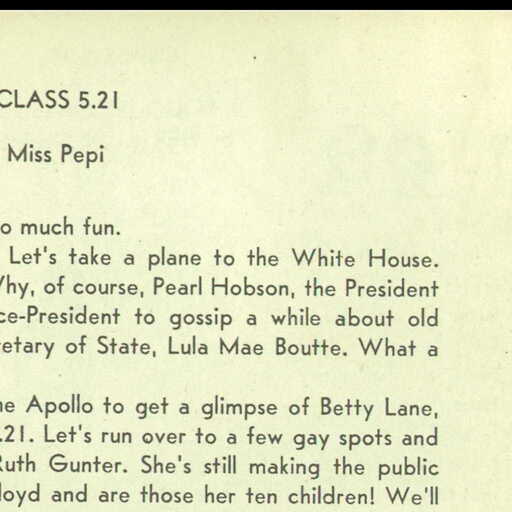 CLASS 5.21
Miss Pepi
o much fun.
Let's take a plane to the White House.
Why, of course, Pearl Hobson, the President
ce-President to gossip a while about old
retary of State, Lula Mae Boutte. What a
he Apollo to get a glimpse of Betty Lane,
.21. Let's run over to a few gay spots and
Ruth Gunter. She's still making the public
loyd and are those her ten children! We'll